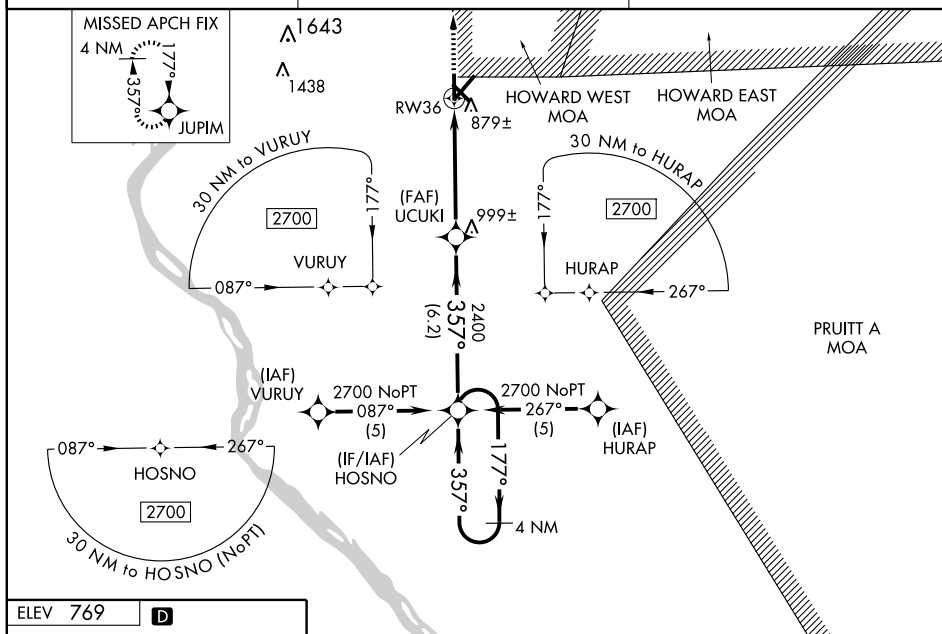 MISSED APCH FIX
4 NM
177°
357°
JUPIM
1643
1438
RW36
879±
HOWARD WEST
MOA
HOWARD EAST
MOA
30 NM to VURUY
2700
177°
VURUY
087°
(FAF)
UCUKI
999±
30 NM to HURAP
177°
2700
HURAP
267°
2400
357°
(6.2)
PRUITT A
MOA
(IAF)
VURUY
2700 NoPT
087°
(5)
2700 NoPT
267°
(5)
(IAF)
HURAP
(IF/IAF)
HOSNO
357°
177°
4 NM
087°
267°
HOSNO
2700
30 NM to HOSNO (NoPT)
ELEV 769
D